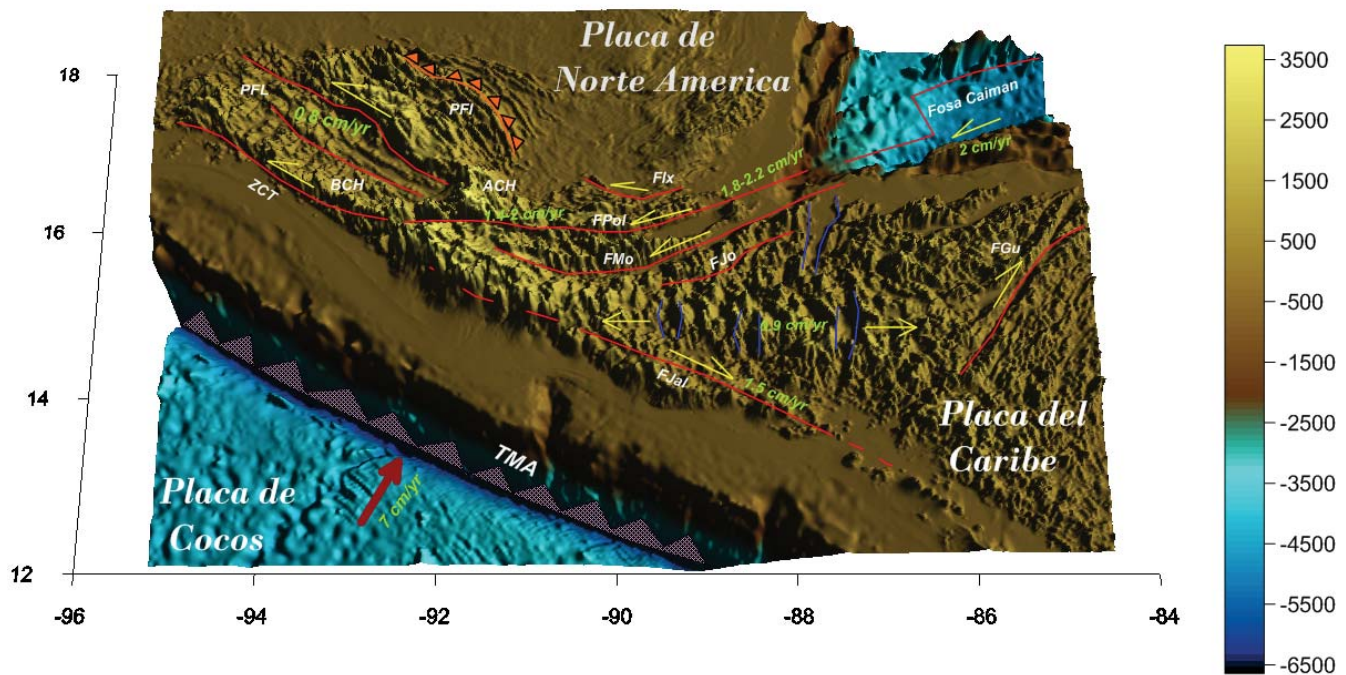 Placa de
Norte America
3500
2500
1500
500
-500
-1500
-2500
-3500
-4500
-5500
-6500
18
16
14
12
PFL
PFI
0.8 cm/yr
Fosa Caiman
2 cm/yr
1.8-2.2 cm/yr
FIx
ZCT
BCH
ACH
FPol
FMo
FJo
FGu
0.9 cm/yr
FJal
1.5 cm/yr
Placa del
Caribe
TMA
7 cm/yr
Placa de
Cocos
-96
-94
-92
-90
-88
-86
-84